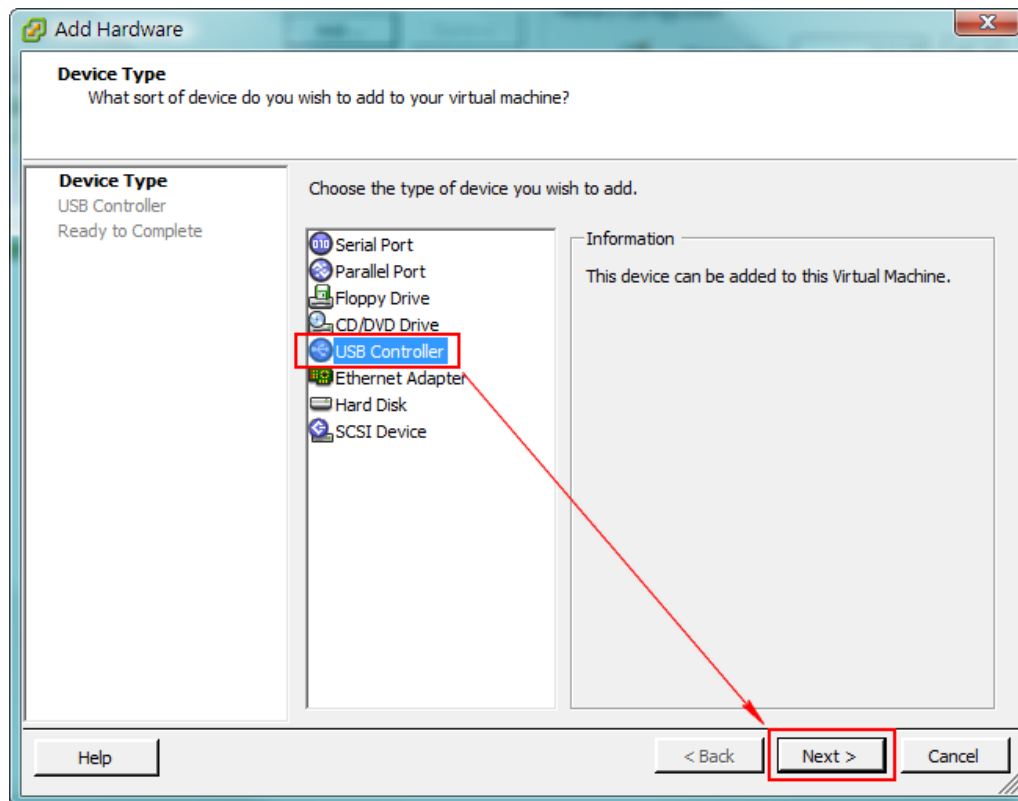 Add Hardware
Device Type
What sort of device do you wish to add to your virtual machine?
Device Type
USB Controller
Ready to Complete
Choose the type of device you wish to add.
Serial Port
Parallel Port
Floppy Drive
CD/DVD Drive
USB Controller
Ethernet Adapter
Hard Disk
SCSI Device
Information
This device can be added to this Virtual Machine.
Help
< Back
Next >
Cancel